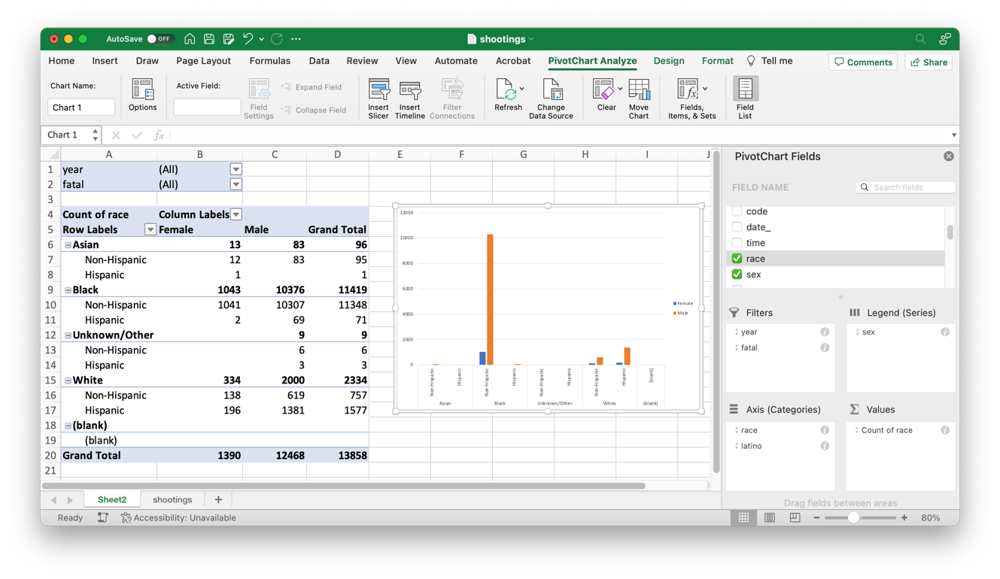 AutoSave OFF shootings
Home Insert Draw Page Layout Formulas Data Review View Automate Acrobat PivotChart Analyze Design Format Tell me Comments Share
Chart Name:
Chart 1
Options
Active Field:
Field Settings
Expand Field
Collapse Field
Insert Slicer
Insert Timeline
Filter Connections
Refresh
Change Data Source
Clear
Move Chart
Fields, Items, & Sets
Field List
Chart 1 fx
A B C D E F G H I J
1 year (All)
2 fatal (All)
3
4 Count of race Column Labels
5 Row Labels Female Male Grand Total
6 Asian 13 83 96
7 Non-Hispanic 12 83 95
8 Hispanic 1 1
9 Black 1043 10376 11419
10 Non-Hispanic 1041 10307 11348
11 Hispanic 2 69 71
12 Unknown/Other 9 9
13 Non-Hispanic 6 6
14 Hispanic 3 3
15 White 334 2000 2334
16 Non-Hispanic 138 619 757
17 Hispanic 196 1381 1577
18 (blank)
19 (blank)
20 Grand Total 1390 12468 13858
21
12000
10000
8000
6000
4000
2000
0
Non-Hispanic Hispanic Non-Hispanic Hispanic Non-Hispanic Hispanic Non-Hispanic Hispanic (blank)
Asian Black Unknown/Other White (blank)
Female
Male
PivotChart Fields
FIELD NAME Search fields
code
date_
time
race
sex
Filters
year
fatal
Legend (Series)
sex
Axis (Categories)
race
latino
Values
Count of race
Drag fields between areas
Sheet2 shootings
Ready Accessibility: Unavailable 80%